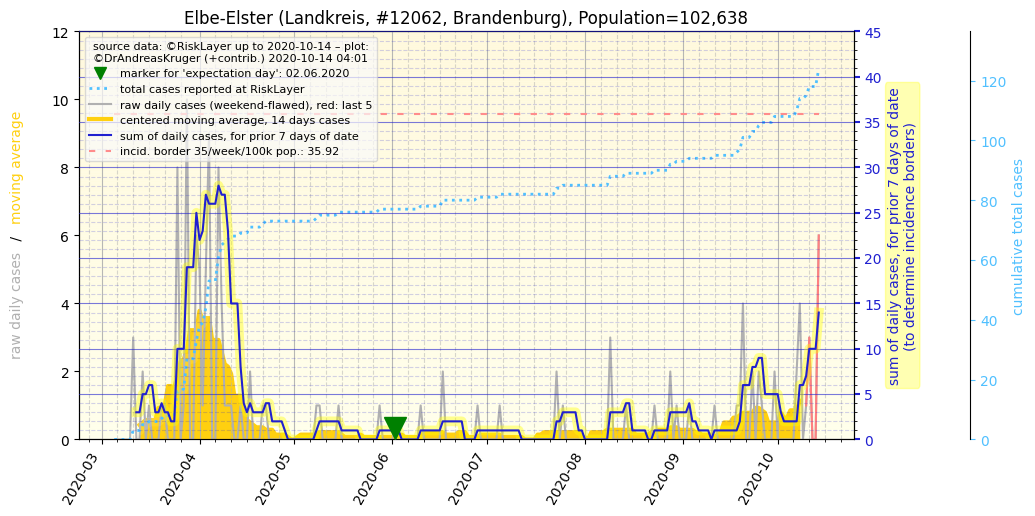 Elbe-Elster (Landkreis, #12062, Brandenburg), Population=102,638
source data: ©RiskLayer up to 2020-10-14 – plot:
©DrAndreasKruger (+contrib.) 2020-10-14 04:01
marker for 'expectation day': 02.06.2020
total cases reported at RiskLayer
raw daily cases (weekend-flawed), red: last 5
centered moving average, 14 days cases
sum of daily cases, for prior 7 days of date
incid. border 35/week/100k pop.: 35.92
raw daily cases / moving average
12
10
8
6
4
2
0
2020-03
2020-04
2020-05
2020-06
2020-07
2020-08
2020-09
2020-10
45
40
35
30
25
20
15
10
5
0
sum of daily cases, for prior 7 days of date
(to determine incidence borders)
120
100
80
60
40
20
0
cumulative total cases